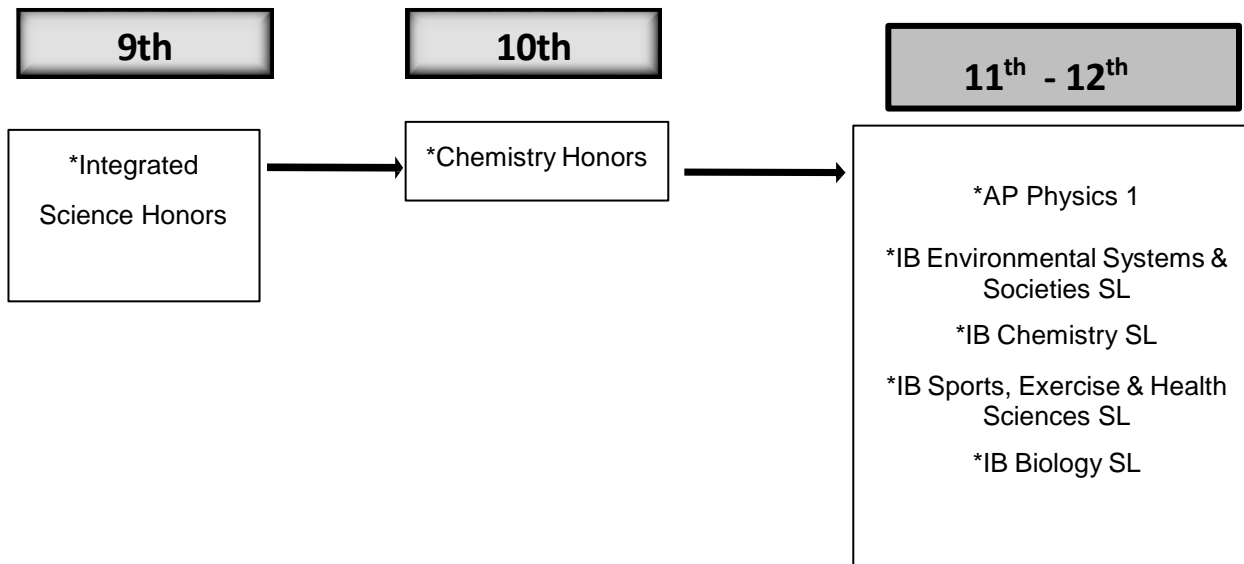 9th
10th
11th - 12th
*Integrated
Science Honors
*Chemistry Honors
*AP Physics 1
*IB Environmental Systems &
Societies SL
*IB Chemistry SL
*IB Sports, Exercise & Health
Sciences SL
*IB Biology SL